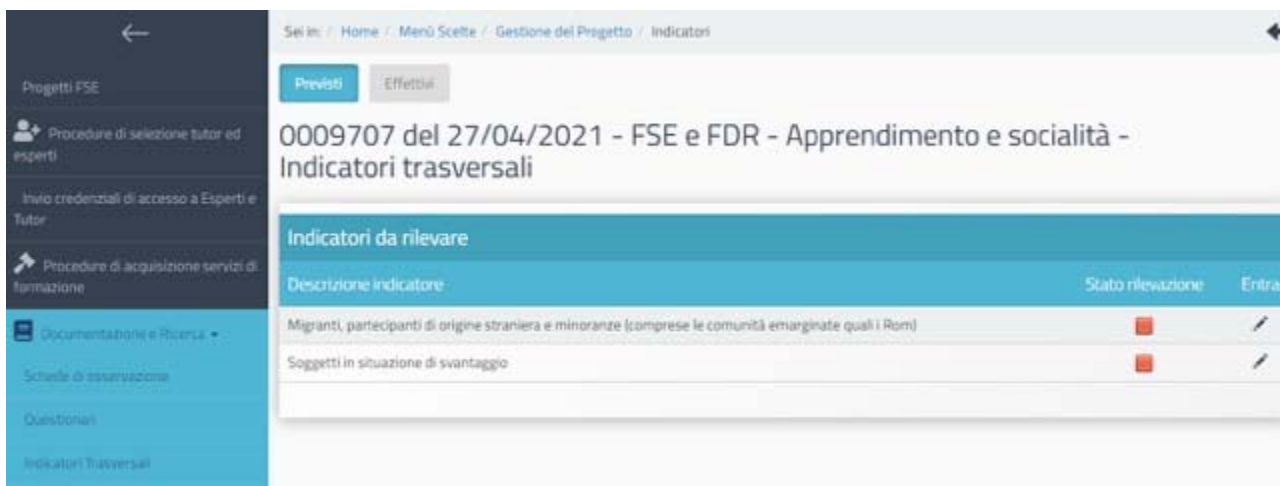 Sei in: / Home / Menù Scelte / Gestione del Progetto / Indicatori
Progetti FSE
Procedure di selezione tutor ed
esperti
Invio credenziali di accesso a Esperti e
Tutor
Procedure di acquisizione servizi di
formazione
Documentazione e Ricerca
Schede di osservazione
Questionari
Indicatori Trasversali
Previsti
Effettivi
0009707 del 27/04/2021 - FSE e FDR - Apprendimento e socialità -
Indicatori trasversali
Indicatori da rilevare
Descrizione indicatore Stato rilevazione Entra
Migranti, partecipanti di origine straniera e minoranze (comprese le comunità emarginate quali i Rom)
Soggetti in situazione di svantaggio